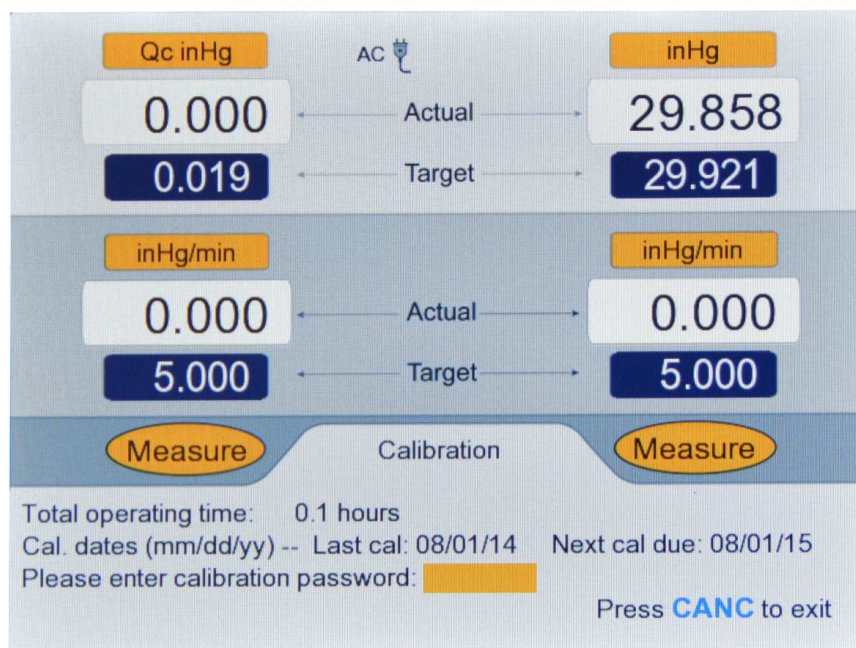 Qc inHg AC inHg
0.000 Actual 29.858
0.019 Target 29.921
inHg/min inHg/min
0.000 Actual 0.000
5.000 Target 5.000
Measure Calibration Measure
Total operating time: 0.1 hours
Cal. dates (mm/dd/yy) -- Last cal: 08/01/14 Next cal due: 08/01/15
Please enter calibration password:
Press CANC to exit